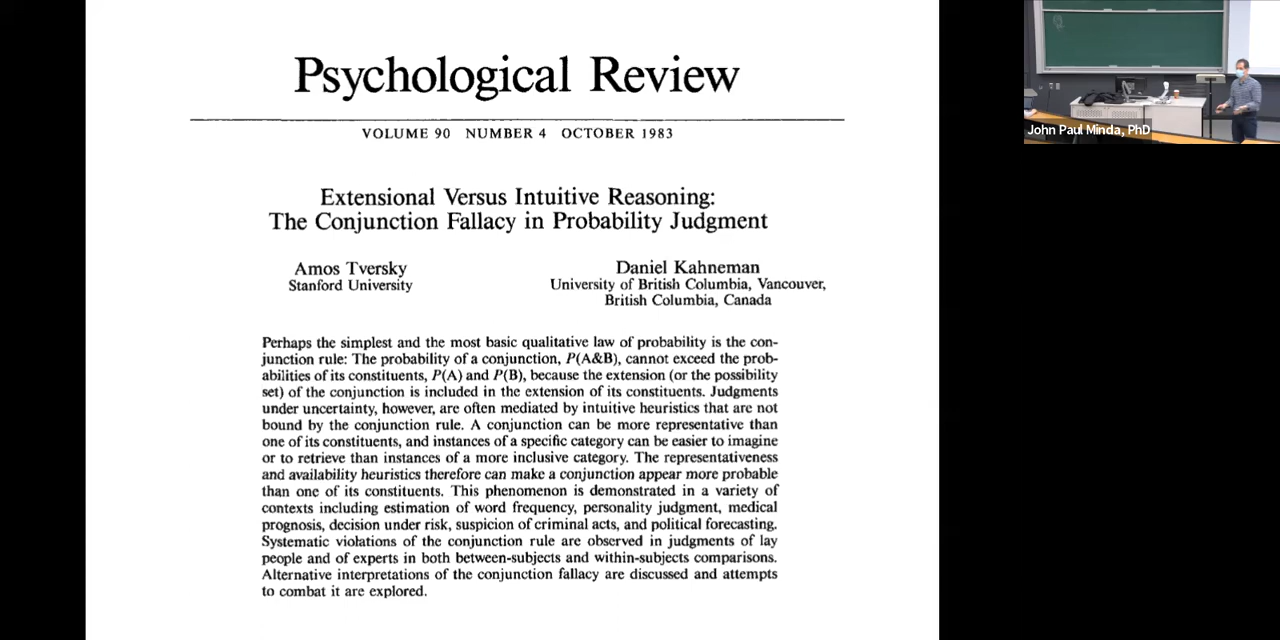 Psychological Review
VOLUME 90 NUMBER 4 OCTOBER 1983
Extensional Versus Intuitive Reasoning:
The Conjunction Fallacy in Probability Judgment
Amos Tversky
Stanford University
Daniel Kahneman
University of British Columbia, Vancouver,
British Columbia, Canada
Perhaps the simplest and the most basic qualitative law of probability is the con-
junction rule: The probability of a conjunction, P(A&B), cannot exceed the prob-
abilities of its constituents, P(A) and P(B), because the extension (or the possibility
set) of the conjunction is included in the extension of its constituents. Judgments
under uncertainty, however, are often mediated by intuitive heuristics that are not
bound by the conjunction rule. A conjunction can be more representative than
one of its constituents, and instances of a specific category can be easier to imagine
or to retrieve than instances of a more inclusive category. The representativeness
and availability heuristics therefore can make a conjunction appear more probable
than one of its constituents. This phenomenon is demonstrated in a variety of
contexts including estimation of word frequency, personality judgment, medical
prognosis, decision under risk, suspicion of criminal acts, and political forecasting.
Systematic violations of the conjunction rule are observed in judgments of lay
people and of experts in both between-subjects and within-subjects comparisons.
Alternative interpretations of the conjunction fallacy are discussed and attempts
to combat it are explored.
John Paul Minda, PhD